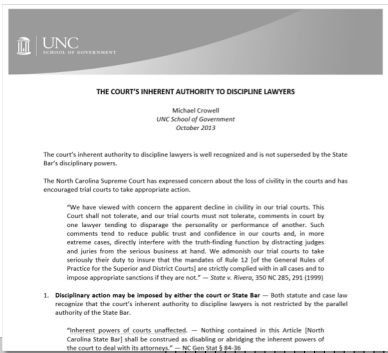 UNC
SCHOOL OF GOVERNMENT
THE COURT'S INHERENT AUTHORITY TO DISCIPLINE LAWYERS
Michael Crowell
UNC School of Government
October 2013
The court's inherent authority to discipline lawyers is well recognized and is not superseded by the State
Bar's disciplinary powers.
The North Carolina Supreme Court has expressed concern about the loss of civility in the courts and has
encouraged trial courts to take appropriate action.
"We have viewed with concern the apparent decline in civility in our trial courts. This
Court shall not tolerate, and our trial courts must not tolerate, comments in court by
one lawyer tending to disparage the personality or performance of another. Such
comments tend to reduce public trust and confidence in our courts and, in more
extreme cases, directly interfere with the truth-finding function by distracting judges
and juries from the serious business at hand. We admonish our trial courts to take
seriously their duty to insure that the mandates of Rule 12 [of the General Rules of
Practice for the Superior and District Courts] are strictly complied with in all cases and to
impose appropriate sanctions if they are not." — State v. Rivera, 350 NC 285, 291 (1999)
1. Disciplinary action may be imposed by either the court or State Bar — Both statute and case law
recognize that the court's inherent authority to discipline lawyers is not restricted by the parallel
authority of the State Bar.
"Inherent powers of courts unaffected. — Nothing contained in this Article [North
Carolina State Bar] shall be construed as disabling or abridging the inherent powers of
the court to deal with its attorneys." — NC Gen Stat § 84-36